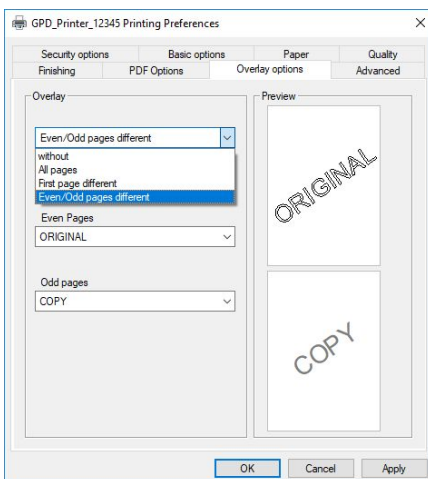 GPD_Printer_12345 Printing Preferences
Security options Basic options Paper Quality
Finishing PDF Options Overlay options Advanced
Overlay
Preview
Even/Odd pages different
without
All pages
First page different
Even/Odd pages different
Even Pages
ORIGINAL
Odd pages
COPY
ORIGINAL
COPY
OK Cancel Apply